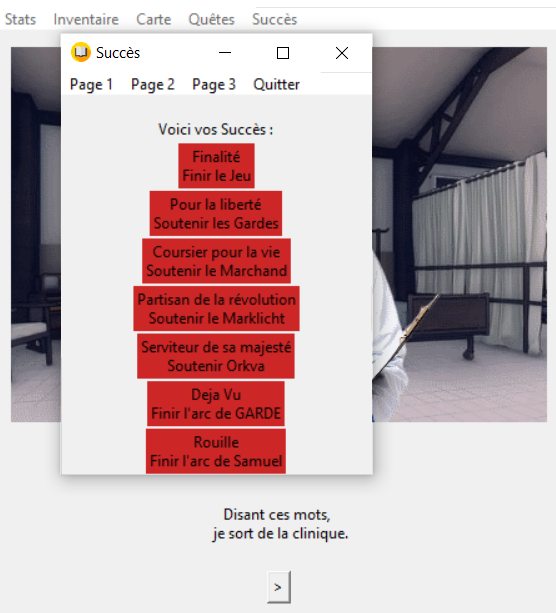 Stats Inventaire Carte Quêtes Succès
Succès
Page 1 Page 2 Page 3 Quitter
Voici vos Succès :
Finalité
Finir le Jeu
Pour la liberté
Soutenir les Gardes
Coursier pour la vie
Soutenir le Marchand
Partisan de la révolution
Soutenir le Marklicht
Serviteur de sa majesté
Soutenir Orkva
Deja Vu
Finir l'arc de GARDE
Rouille
Finir l'arc de Samuel
Disant ces mots,
je sort de la clinique.
>